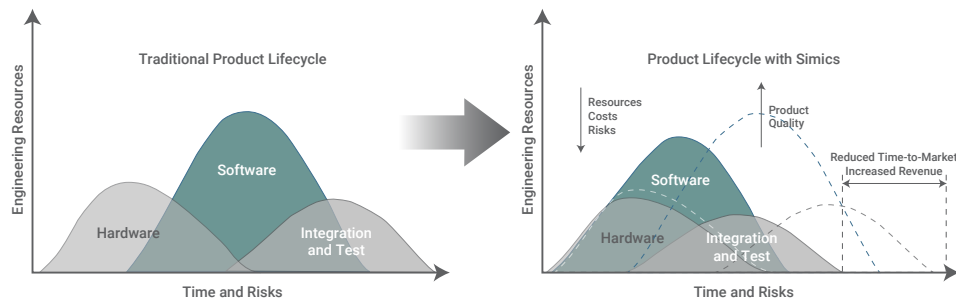 Traditional Product Lifecycle
Engineering Resources
Software
Hardware
Integration
and Test
Time and Risks
Product Lifecycle with Simics
Engineering Resources
Resources
Costs
Risks
Product
Quality
Reduced Time-to-Market
Increased Revenue
Software
Hardware
Integration
and Test
Time and Risks